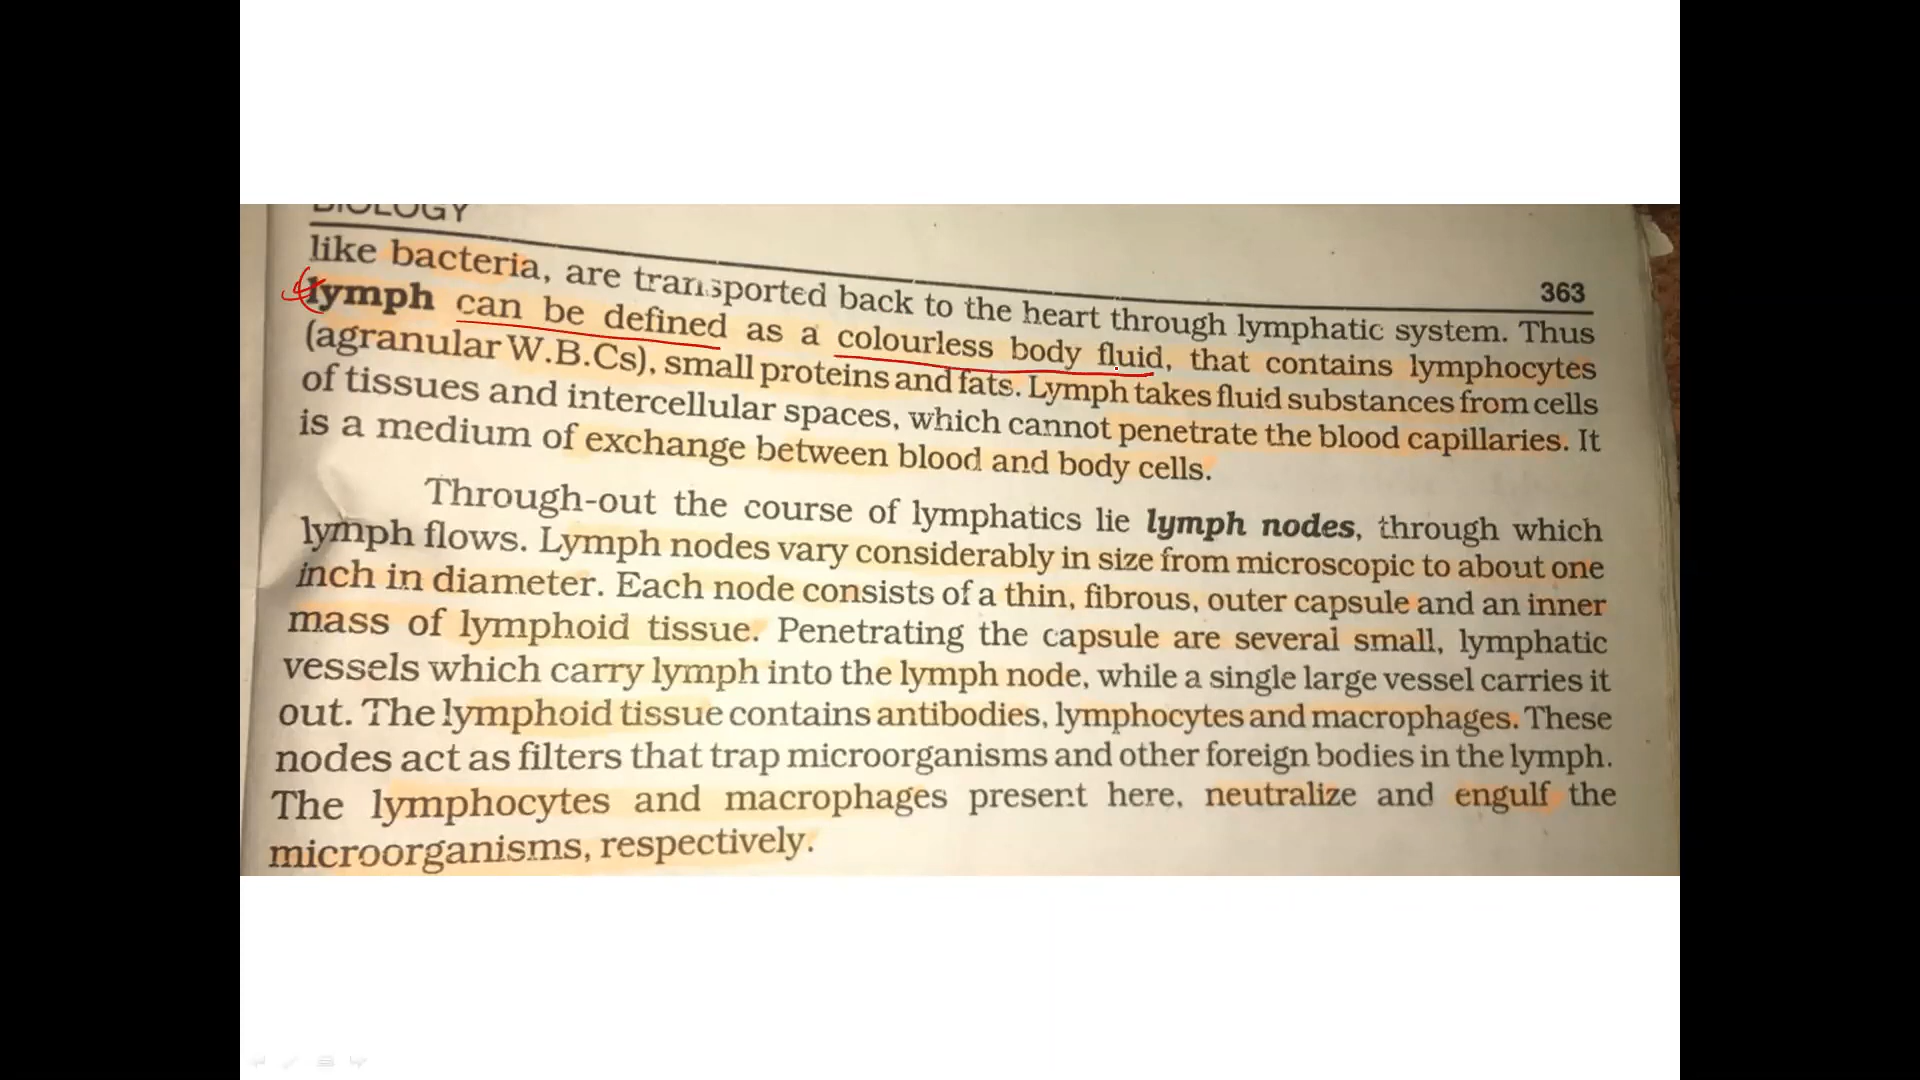 BIOLOGY
363
like bacteria, are transported back to the heart through lymphatic system. Thus
lymph can be defined as a colourless body fluid, that contains lymphocytes
(agranular W.B.Cs), small proteins and fats. Lymph takes fluid substances from cells
of tissues and intercellular spaces, which cannot penetrate the blood capillaries. It
is a medium of exchange between blood and body cells.
Through-out the course of lymphatics lie lymph nodes, through which
lymph flows. Lymph nodes vary considerably in size from microscopic to about one
inch in diameter. Each node consists of a thin, fibrous, outer capsule and an inner
mass of lymphoid tissue. Penetrating the capsule are several small, lymphatic
vessels which carry lymph into the lymph node, while a single large vessel carries it
out. The lymphoid tissue contains antibodies, lymphocytes and macrophages. These
nodes act as filters that trap microorganisms and other foreign bodies in the lymph.
The lymphocytes and macrophages present here, neutralize and engulf the
microorganisms, respectively.